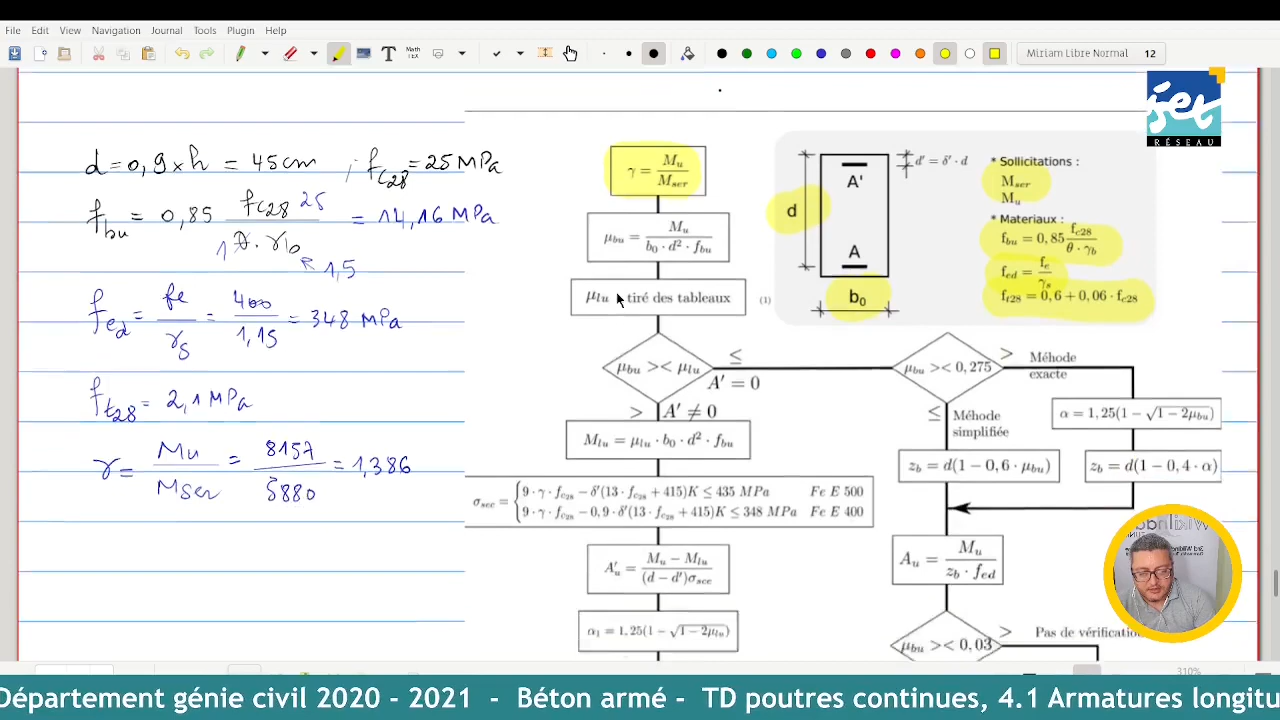 File Edit View Navigation Journal Tools Plugin Help
T Math TEX Miriam Libre Normal 12
iset
RÉSEAU
d = 0,9 x h = 45 cm ; fc28 = 25 MPa
fbu = 0,85 fc28 25 / 1 θ . γb = 14,16 MPa
1,5
fed = fe / γs = 400 / 1,15 = 348 MPa
ft28 = 2,1 MPa
γ = Mu / Mser = 8157 / 5880 = 1,386
γ = Mu / Mser
μbu = Mu / b0 · d² · fbu
μlu tiré des tableaux (1)
μbu >< μlu
≤
A' = 0
> A' ≠ 0
Mlu = μlu · b0 · d² · fbu
σsec = { 9 · γ · fc28 − δ'(13 · fc28 + 415)K ≤ 435 MPa Fe E 500
9 · γ · fc28 − 0,9 · δ'(13 · fc28 + 415)K ≤ 348 MPa Fe E 400
A'u = Mu − Mlu / (d − d')σsec
α1 = 1,25(1 − √1 − 2μlu)
A'
d
A
b0
d' = δ' · d
* Sollicitations :
Mser
Mu
* Materiaux :
fbu = 0,85 fc28 / θ · γb
fed = fe / γs
ft28 = 0,6 + 0,06 · fc28
μbu >< 0,275
>
Méhode
exacte
≤ Méhode
simplifiée
α = 1,25(1 − √1 − 2μbu)
zb = d(1 − 0,6 · μbu)
zb = d(1 − 0,4 · α)
Au = Mu / zb · fed
μbu >< 0,03
>
Pas de vérification
310%
Département génie civil 2020 - 2021 - Béton armé - TD poutres continues, 4.1 Armatures longitu